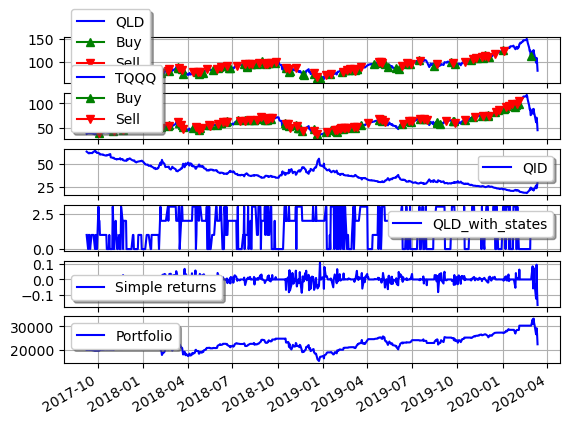 QLD
Buy
Sell
150
100
TQQQ
Buy
Sell
100
50
50
25
QID
2.5
0.0
QLD_with_states
0.1
0.0
−0.1
Simple returns
30000
20000
Portfolio
2017-10
2018-01
2018-04
2018-07
2018-10
2019-01
2019-04
2019-07
2019-10
2020-01
2020-04